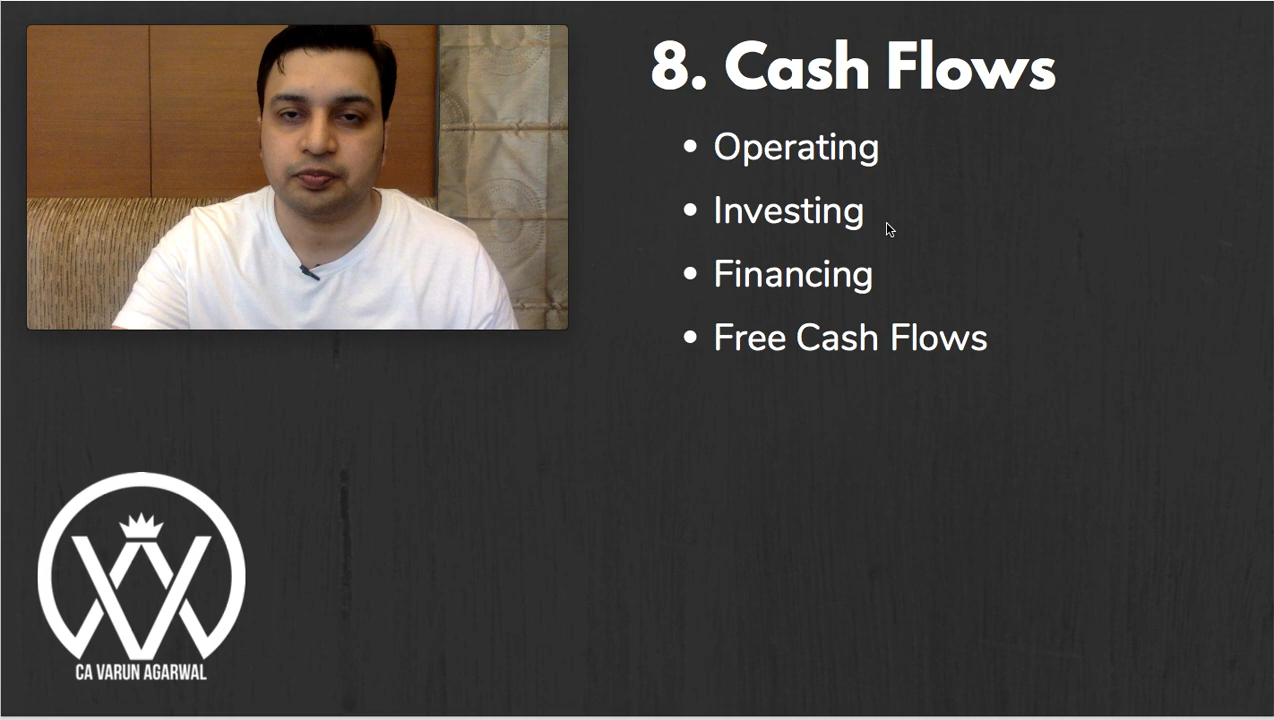 8. Cash Flows
• Operating
• Investing
• Financing
• Free Cash Flows
CA VARUN AGARWAL